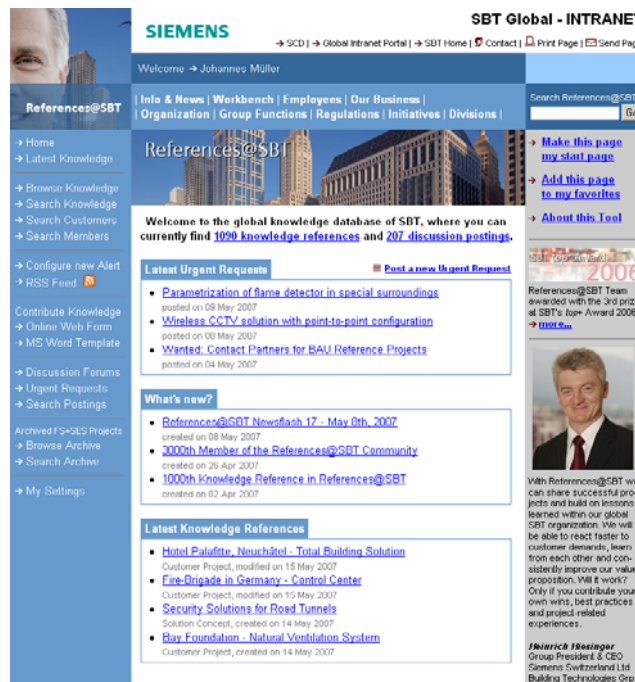 SBT Global - INTRANET
SIEMENS
→ SCD | → Global Intranet Portal | → SBT Home | Contact | Print Page | Send Pag
Welcome → Johannes Müller
References@SBT
| Info & News | Workbench | Employees | Our Business |
| Organization | Group Functions | Regulations | Initiatives | Divisions |
Search References@SBT
Go
→ Home
→ Latest Knowledge
→ Browse Knowledge
→ Search Knowledge
→ Search Customers
→ Search Members
→ Configure new Alert
→ RSS Feed
Contribute Knowledge
→ Online Web Form
→ MS Word Template
→ Discussion Forums
→ Urgent Requests
→ Search Postings
Archived FS+SES Projects
→ Browse Archive
→ Search Archive
→ My Settings
References@SBT
Welcome to the global knowledge database of SBT, where you can
currently find 1090 knowledge references and 207 discussion postings.
Latest Urgent Requests
Post a new Urgent Request
• Parametrization of flame detector in special surroundings
posted on 09 May 2007
• Wireless CCTV solution with point-to-point configuration
posted on 08 May 2007
• Wanted: Contact Partners for BAU Reference Projects
posted on 04 May 2007
What's new?
• References@SBT Newsflash 17 - May 8th, 2007
created on 08 May 2007
• 3000th Member of the References@SBT Community
created on 26 Apr 2007
• 1000th Knowledge Reference in References@SBT
created on 02 Apr 2007
Latest Knowledge References
• Hotel Palafitte, Neuchâtel - Total Building Solution
Customer Project, modified on 15 May 2007
• Fire-Brigade in Germany - Control Center
Customer Project, modified on 15 May 2007
• Security Solutions for Road Tunnels
Solution Concept, created on 14 May 2007
• Bay Foundation - Natural Ventilation System
Customer Project, created on 14 May 2007
→ Make this page
my start page
→ Add this page
to my favorites
→ About this Tool
SBT top+ award
2006
References@SBT Team
awarded with the 3rd priz
at SBT's top+ Award 2006
→ more...
With References@SBT we
can share successful pro-
jects and build on lessons
learned within our global
SBT organization. We will
be able to react faster to
customer demands, learn
from each other and con-
sistently improve our value
proposition. Will it work?
Only if you contribute your
own wins, best practices
and project-related
experiences.
Heinrich Hiesinger
Group President & CEO
Siemens Switzerland Ltd
Building Technologies Grp